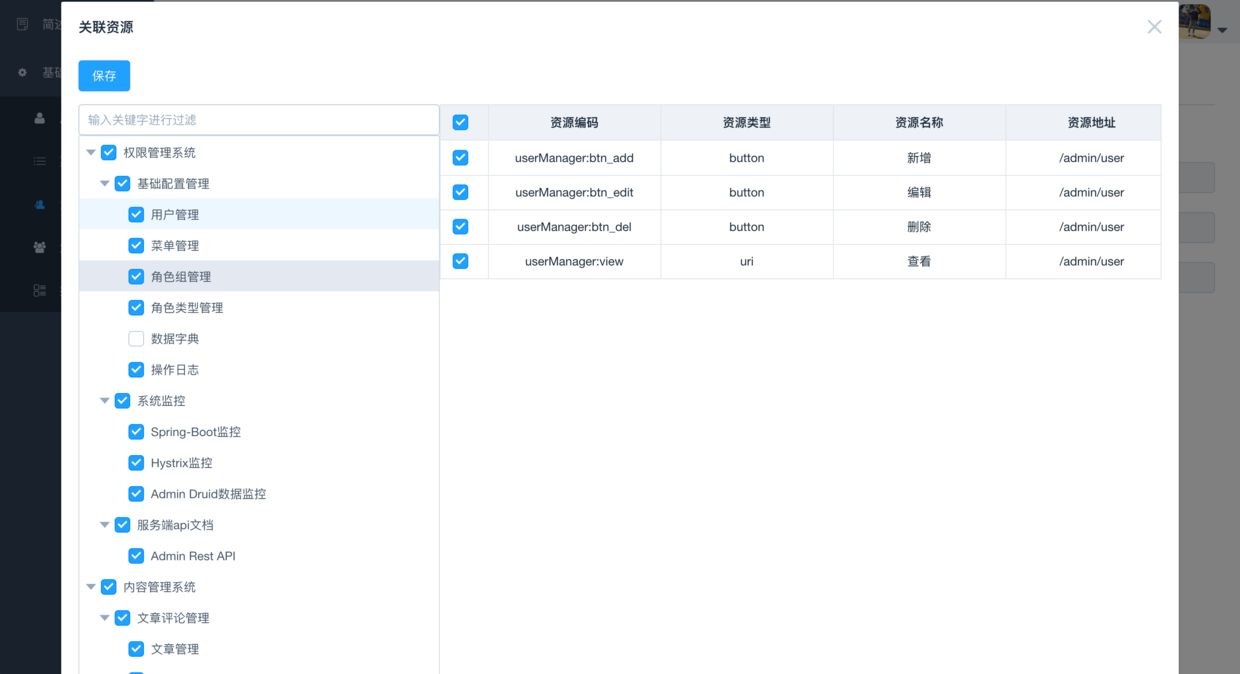 关联资源
保存
输入关键字进行过滤
权限管理系统
基础配置管理
用户管理
菜单管理
角色组管理
角色类型管理
数据字典
操作日志
系统监控
Spring-Boot监控
Hystrix监控
Admin Druid数据监控
服务端api文档
Admin Rest API
内容管理系统
文章评论管理
文章管理
资源编码 资源类型 资源名称 资源地址
userManager:btn_add button 新增 /admin/user
userManager:btn_edit button 编辑 /admin/user
userManager:btn_del button 删除 /admin/user
userManager:view uri 查看 /admin/user